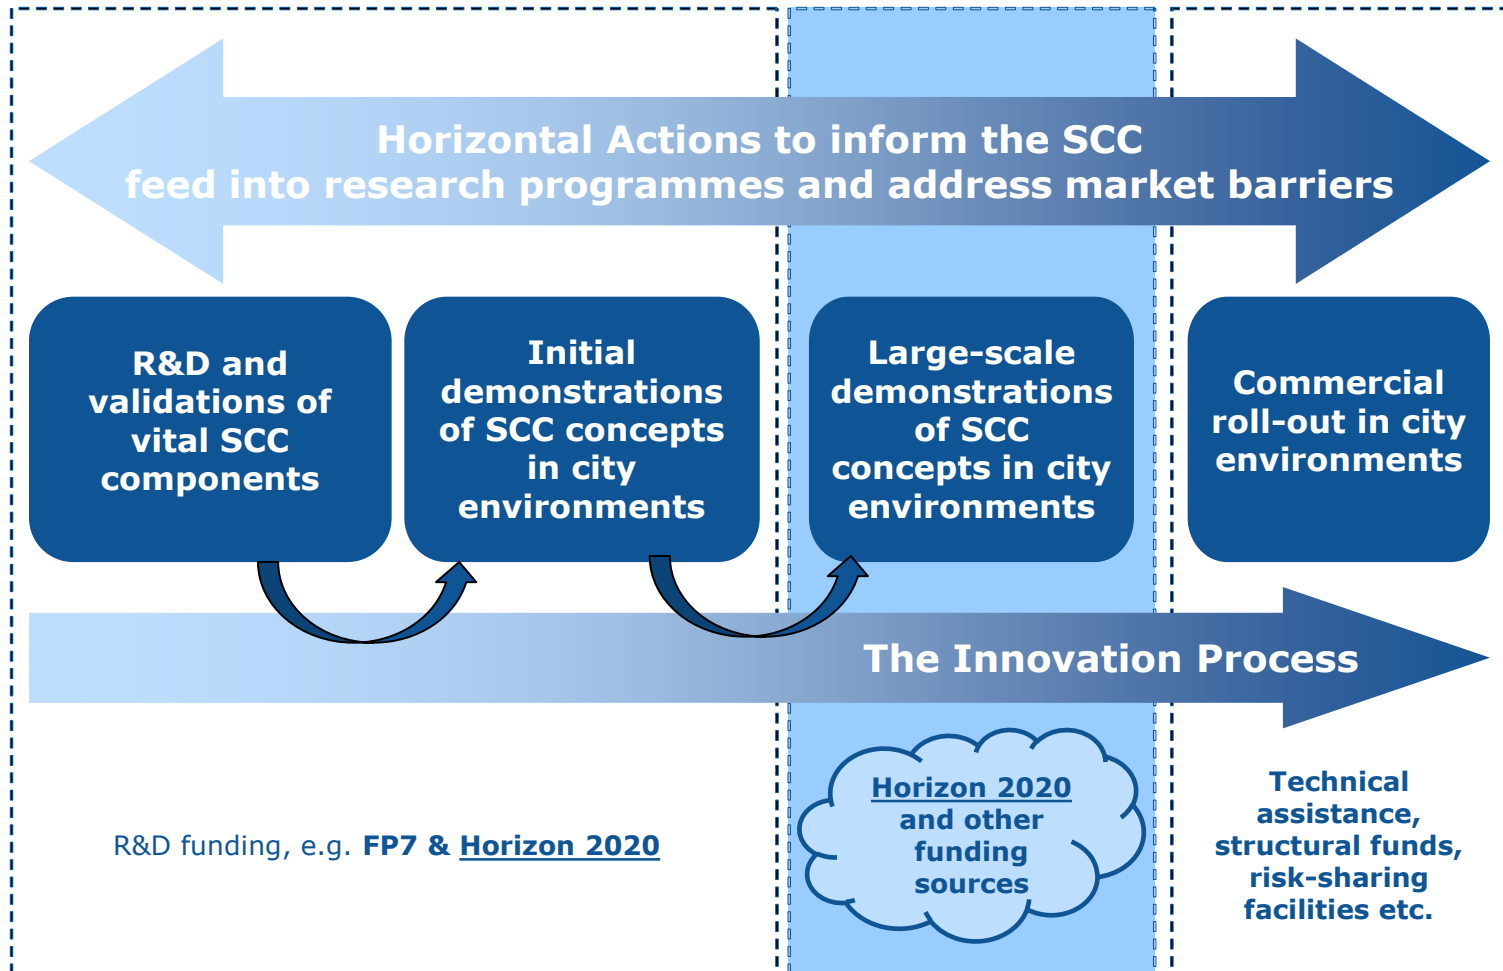 Horizontal Actions to inform the SCC
feed into research programmes and address market barriers
R&D and
validations of
vital SCC
components
Initial
demonstrations
of SCC concepts
in city
environments
Large-scale
demonstrations
of SCC
concepts in city
environments
Commercial
roll-out in city
environments
The Innovation Process
R&D funding, e.g. FP7 & Horizon 2020
Horizon 2020
and other
funding
sources
Technical
assistance,
structural funds,
risk-sharing
facilities etc.